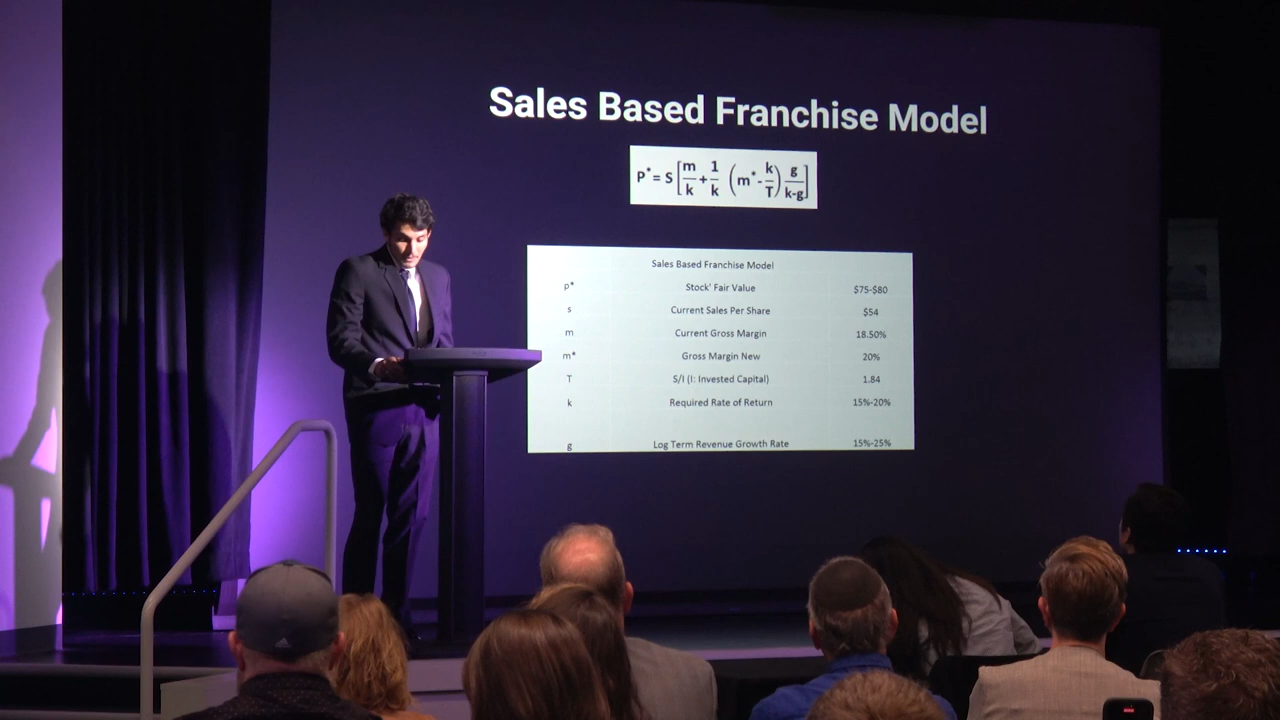 Sales Based Franchise Model
P*= S[m/k + 1/k (m*-k/T) g/k-g]
Sales Based Franchise Model
P* Stock' Fair Value $75-$80
s Current Sales Per Share $54
m Current Gross Margin 18.50%
m* Gross Margin New 20%
T S/I (I: Invested Capital) 1.84
k Required Rate of Return 15%-20%
g Log Term Revenue Growth Rate 15%-25%